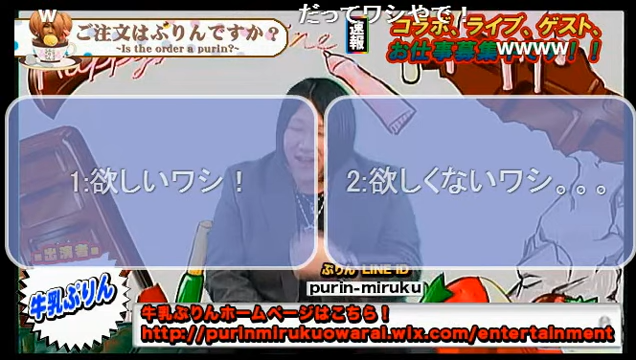 だってワシやで！
W
ご注文はぷりんですか？
~Is the order a purin?~
速報
コラボ、ライブ、ゲスト、
お仕事募集中です！！
wwww
1:欲しいワシ！
2:欲しくないワシ。。。
出演者
牛乳ぷりん
ぷりん LINE ID
purin-miruku
牛乳ぷりんホームページはこちら！
http://purinmirukuowarai.wix.com/entertainment